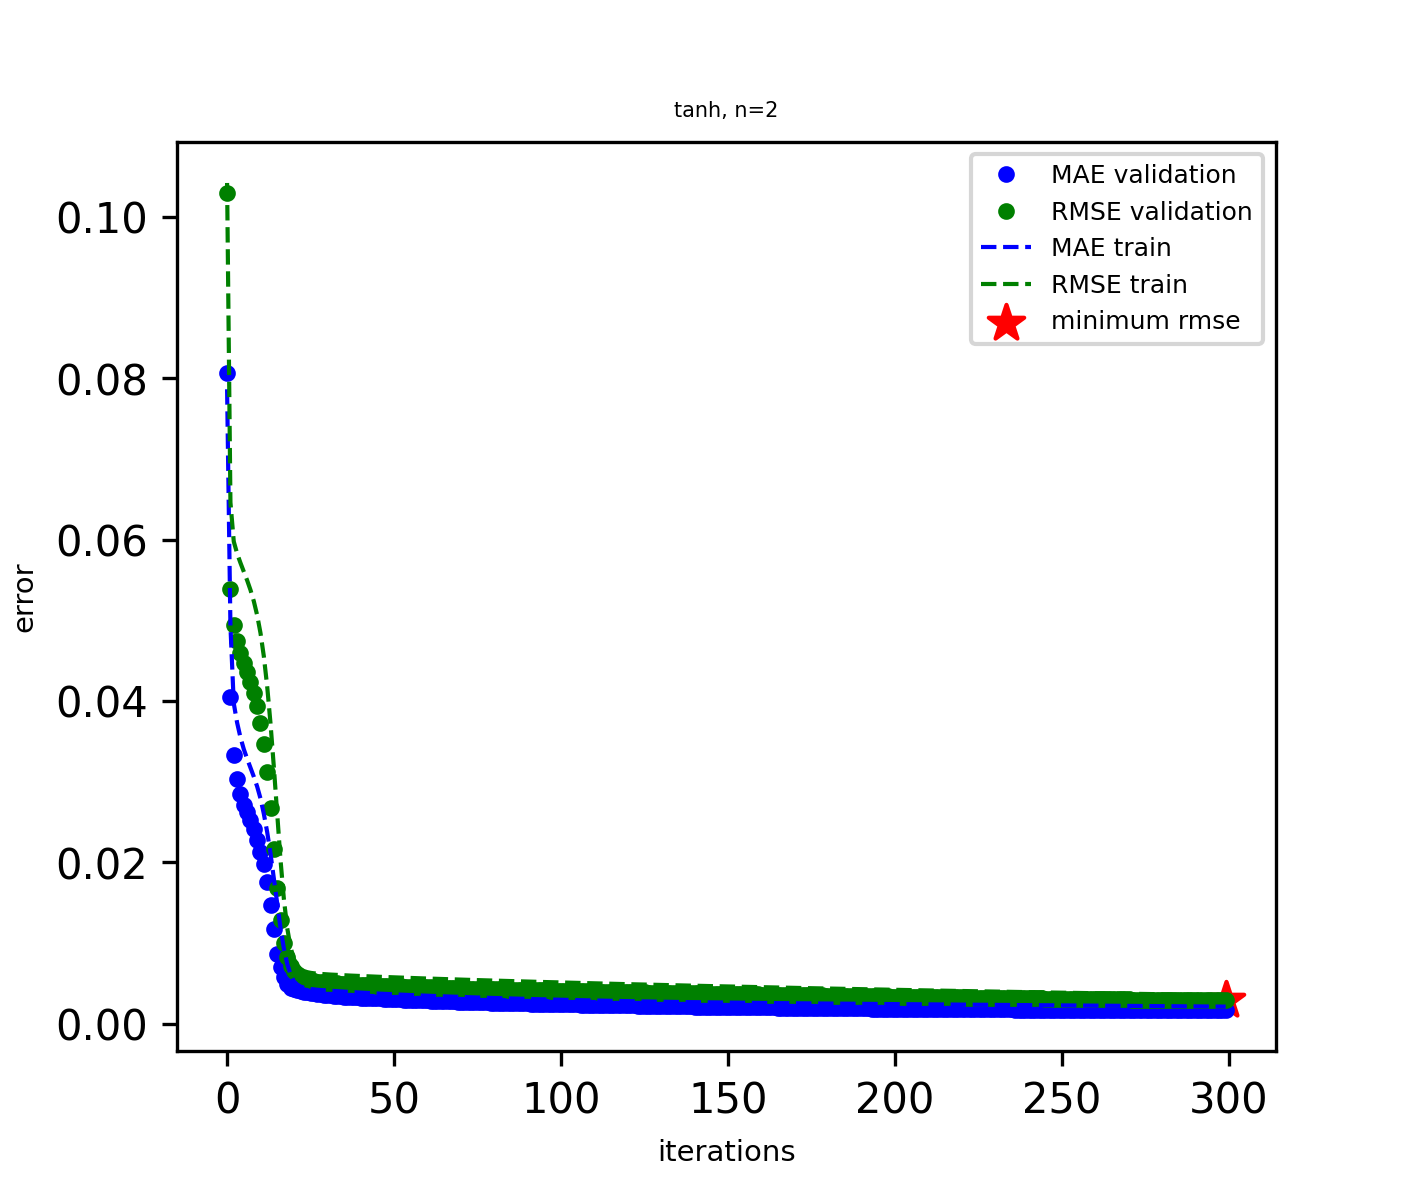 tanh, n=2
MAE validation
RMSE validation
MAE train
RMSE train
minimum rmse
error
0.10
0.08
0.06
0.04
0.02
0.00
0 50 100 150 200 250 300
iterations